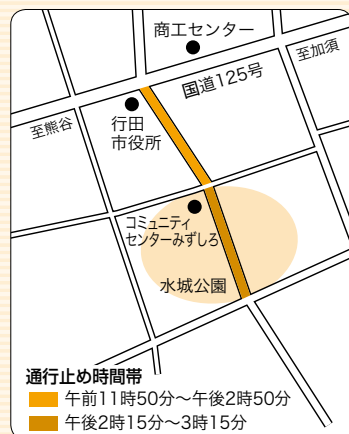 商工センター
至加須
国道125号
至熊谷
行田
市役所
コミュニティ
センターみずしろ
水城公園
通行止め時間帯
午前11時50分～午後2時50分
午後2時15分～3時15分